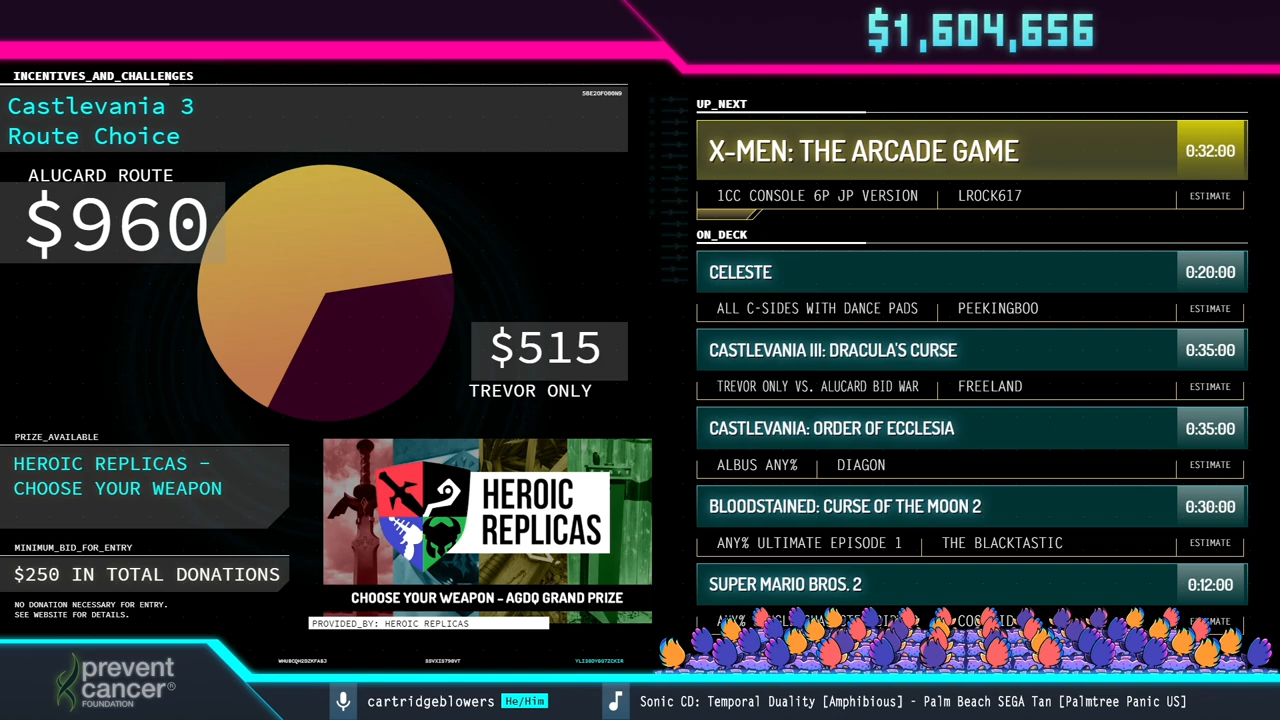 $1,604,656
INCENTIVES_AND_CHALLENGES
Castlevania 3
Route Choice
ALUCARD ROUTE
$960
$515
TREVOR ONLY
PRIZE_AVAILABLE
HEROIC REPLICAS -
CHOOSE YOUR WEAPON
MINIMUM_BID_FOR_ENTRY
$250 IN TOTAL DONATIONS
NO DONATION NECESSARY FOR ENTRY.
SEE WEBSITE FOR DETAILS.
HEROIC
REPLICAS
CHOOSE YOUR WEAPON – AGDQ GRAND PRIZE
PROVIDED_BY: HEROIC REPLICAS
UP_NEXT
X-MEN: THE ARCADE GAME 0:32:00
1CC CONSOLE 6P JP VERSION LROCK617 ESTIMATE
ON_DECK
CELESTE 0:20:00
ALL C-SIDES WITH DANCE PADS PEEKINGBOO ESTIMATE
CASTLEVANIA III: DRACULA'S CURSE 0:35:00
TREVOR ONLY VS. ALUCARD BID WAR FREELAND ESTIMATE
CASTLEVANIA: ORDER OF ECCLESIA 0:35:00
ALBUS ANY% DIAGON ESTIMATE
BLOODSTAINED: CURSE OF THE MOON 2 0:30:00
ANY% ULTIMATE EPISODE 1 THE BLACKTASTIC ESTIMATE
SUPER MARIO BROS. 2 0:12:00
ANY%
prevent
cancer
FOUNDATION
cartridgeblowers He/Him
Sonic CD: Temporal Duality [Amphibious] - Palm Beach SEGA Tan [Palmtree Panic US]